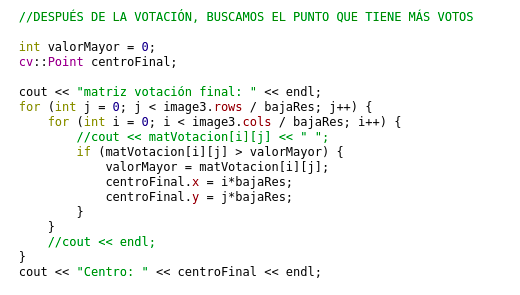 //DESPUÉS DE LA VOTACIÓN, BUSCAMOS EL PUNTO QUE TIENE MÁS VOTOS

int valorMayor = 0;
cv::Point centroFinal;

cout << "matriz votación final: " << endl;
for (int j = 0; j < image3.rows / bajaRes; j++) {
    for (int i = 0; i < image3.cols / bajaRes; i++) {
        //cout << matVotacion[i][j] << " ";
        if (matVotacion[i][j] > valorMayor) {
            valorMayor = matVotacion[i][j];
            centroFinal.x = i*bajaRes;
            centroFinal.y = j*bajaRes;
        }
    }
    //cout << endl;
}
cout << "Centro: " << centroFinal << endl;